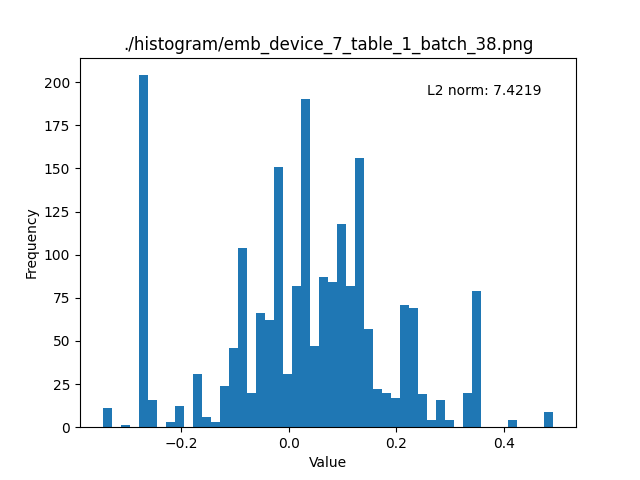 ./histogram/emb_device_7_table_1_batch_38.png
L2 norm: 7.4219
200
175
150
125
100
75
50
25
0
Frequency
−0.2 0.0 0.2 0.4
Value